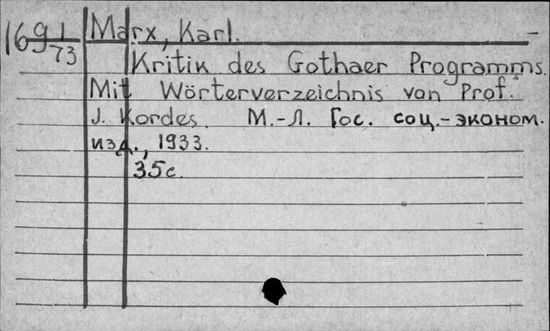 1691/73 Marx, Karl.
Kritik des Gothaer Programms.
Mit Wörterverzeichnis von Prof.
J. Kordes. М.-Л. Гос. соц.-эконом.
изд., 1933.
35с.